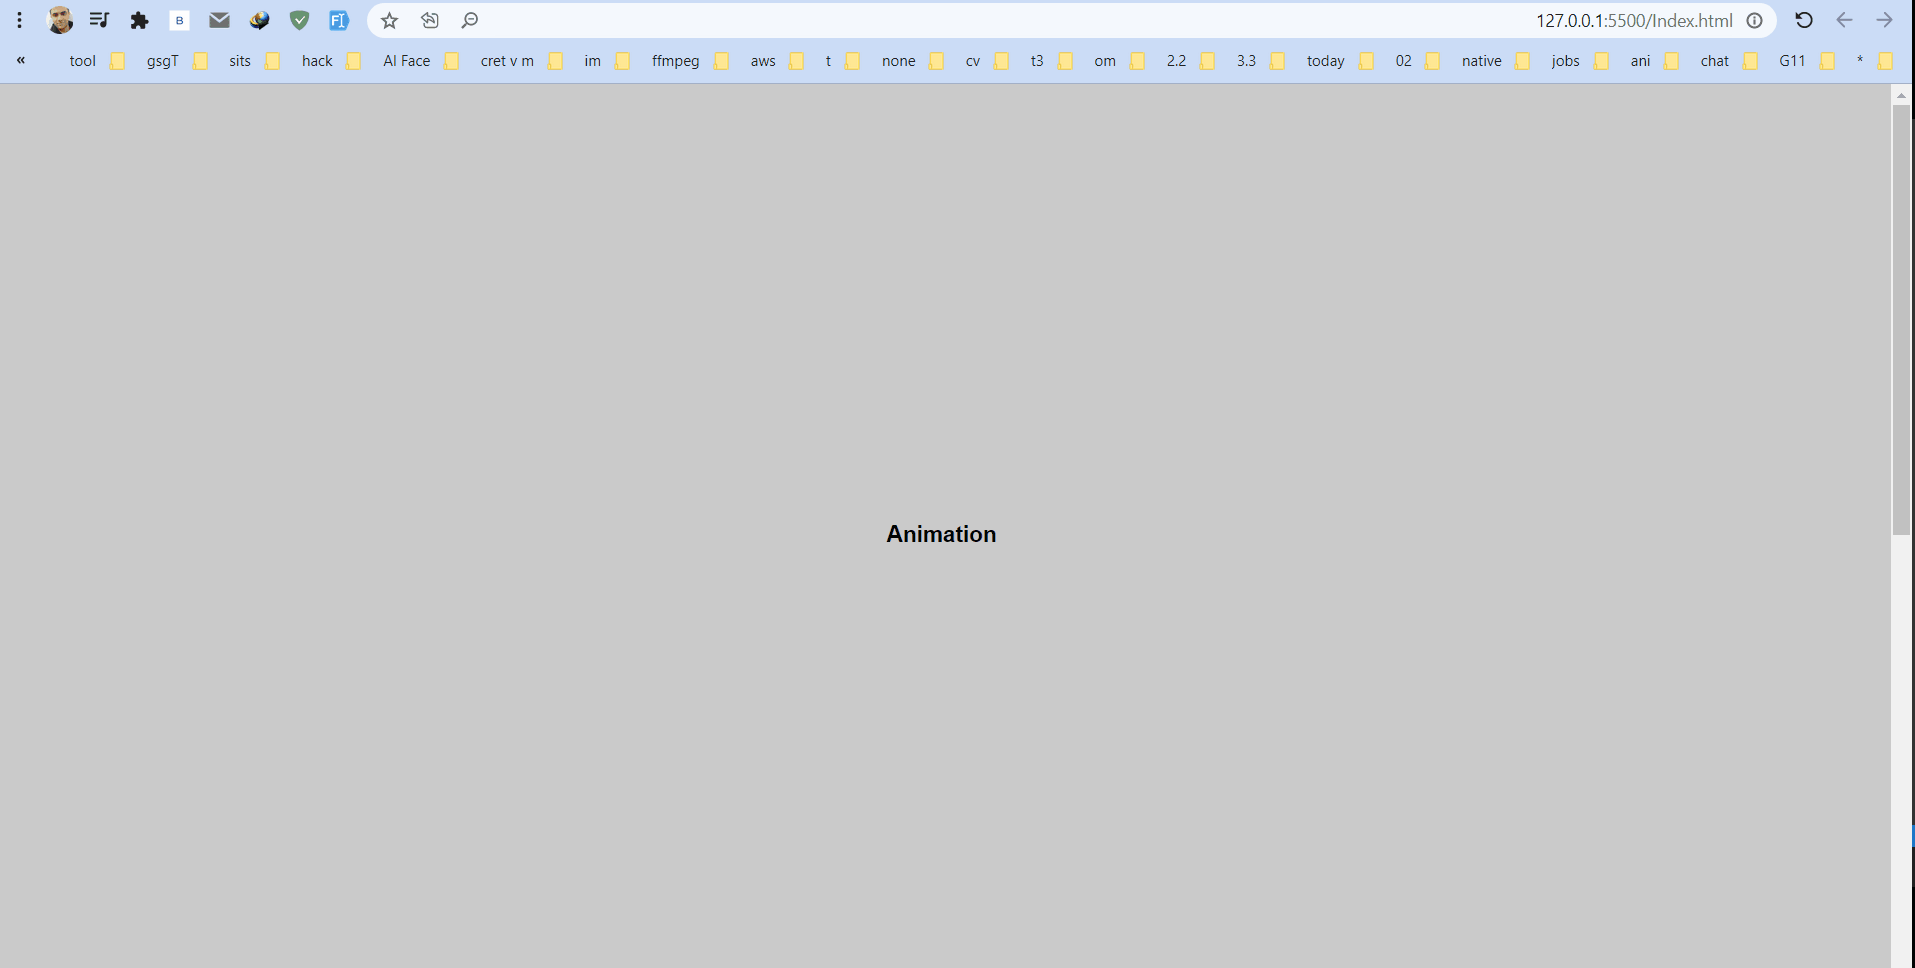 B FI 127.0.0.1:5500/Index.html
« tool gsgT sits hack AI Face cret v m im ffmpeg aws t none cv t3 om 2.2 3.3 today 02 native jobs ani chat G11 *
Animation